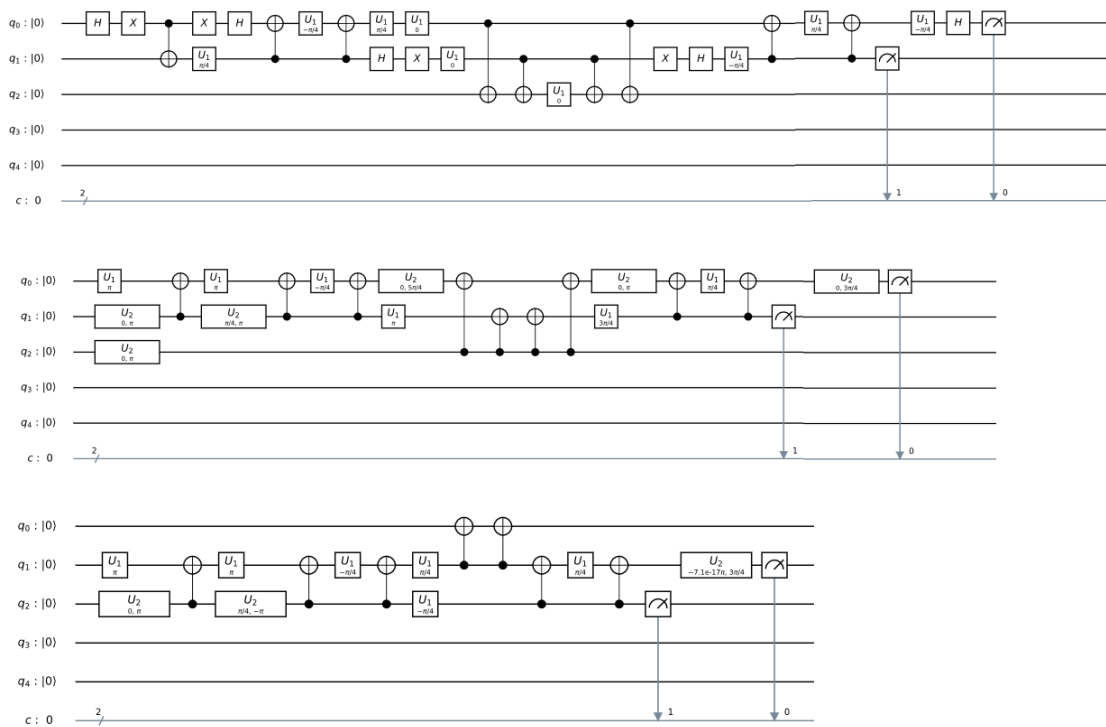 q₀ : |0⟩ H X X H U₁ −π/4 U₁ π/4 U₁ 0 U₁ π/4 U₁ −π/4 H
q₁ : |0⟩ U₁ π/4 H X U₁ 0 X H U₁ −π/4
q₂ : |0⟩ U₁ 0
q₃ : |0⟩
q₄ : |0⟩
c : 0 2 1 0
q₀ : |0⟩ U₁ π U₁ π U₁ −π/4 U₂ 0, 5π/4 U₂ 0, π U₁ π/4 U₂ 0, 3π/4
q₁ : |0⟩ U₂ 0, π U₂ π/4, π U₁ π U₁ 3π/4
q₂ : |0⟩ U₂ 0, π
q₃ : |0⟩
q₄ : |0⟩
c : 0 2 1 0
q₀ : |0⟩
q₁ : |0⟩ U₁ π U₁ π U₁ −π/4 U₁ π/4 U₁ π/4 U₂ −7.1e-17π, 3π/4
q₂ : |0⟩ U₂ 0, π U₂ π/4, −π U₁ −π/4
q₃ : |0⟩
q₄ : |0⟩
c : 0 2 1 0